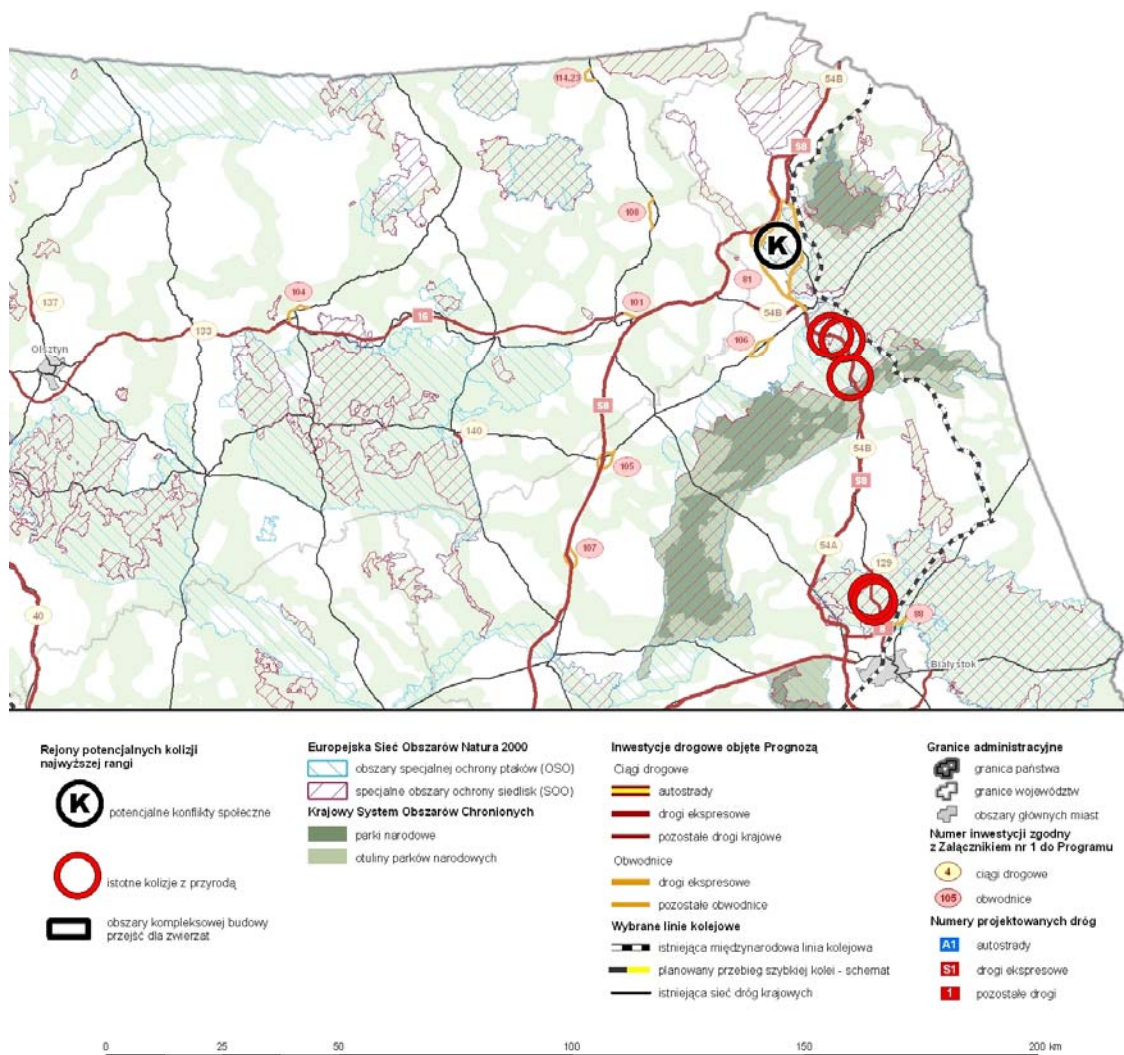 114.23
54B
S8
108
K
137
104
101
81
16
54B
Olsztyn
133
106
S8
140
54B
105
S8
107
54A
129
40
98
8
Białystok
Rejony potencjalnych kolizji
najwyższej rangi
K
potencjalne konflikty społeczne
istotne kolizje z przyrodą
obszary kompleksowej budowy
przejść dla zwierzat
Europejska Sieć Obszarów Natura 2000
obszary specjalnej ochrony ptaków (OSO)
specjalne obszary ochrony siedlisk (SOO)
Krajowy System Obszarów Chronionych
parki narodowe
otuliny parków narodowych
Inwestycje drogowe objęte Prognozą
Ciągi drogowe
autostrady
drogi ekspresowe
pozostałe drogi krajowe
Obwodnice
drogi ekspresowe
pozostałe obwodnice
Wybrane linie kolejowe
istniejąca międzynarodowa linia kolejowa
planowany przebieg szybkiej kolei - schemat
istniejąca sieć dróg krajowych
Granice administracyjne
granica państwa
granice województw
obszary głównych miast
Numer inwestycji zgodny
z Załącznikiem nr 1 do Programu
4 ciągi drogowe
105 obwodnice
Numery projektowanych dróg
A1 autostrady
S1 drogi ekspresowe
1 pozostałe drogi
0 25 50 100 150 200 km